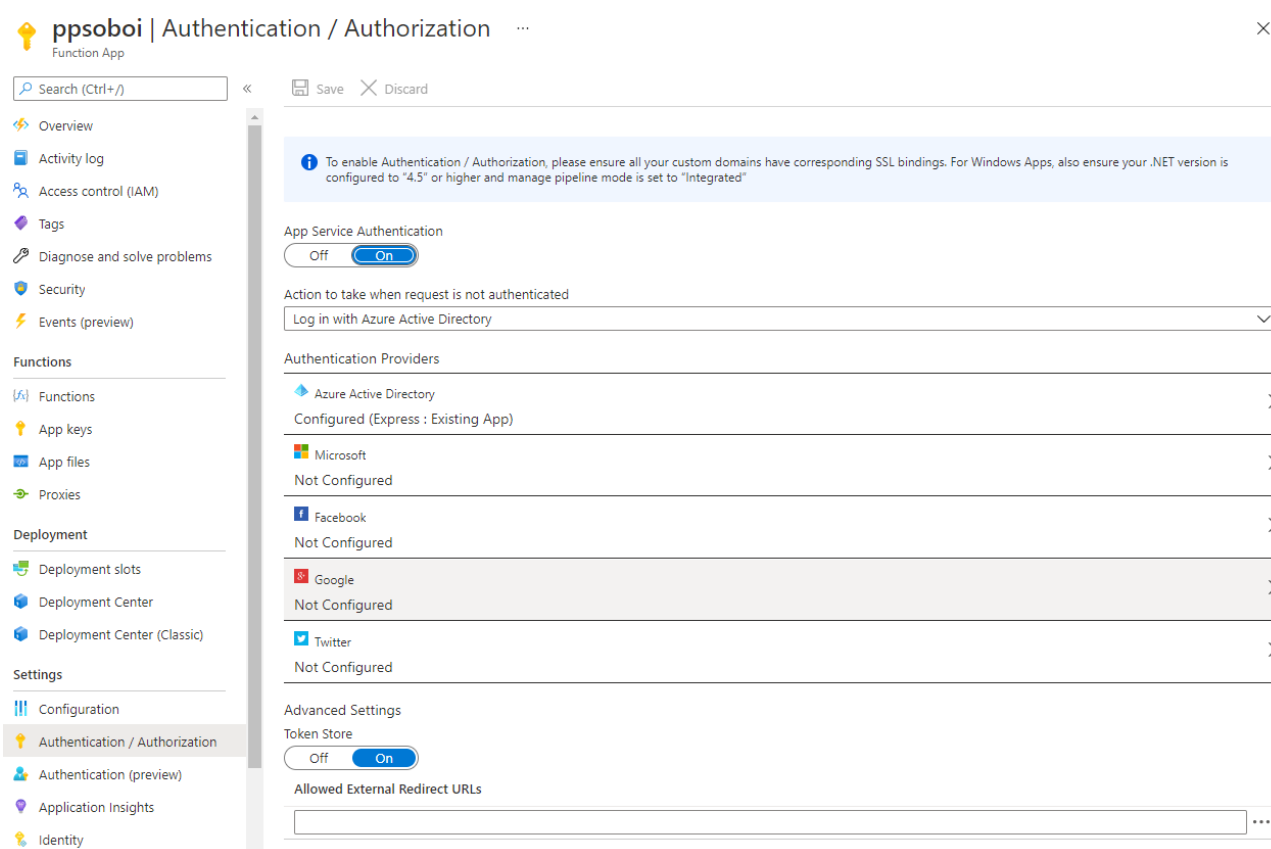 ppsoboi | Authentication / Authorization ...
Function App
Search (Ctrl+/)
«
Save
Discard
Overview
Activity log
Access control (IAM)
Tags
Diagnose and solve problems
Security
Events (preview)
Functions
Functions
App keys
App files
Proxies
Deployment
Deployment slots
Deployment Center
Deployment Center (Classic)
Settings
Configuration
Authentication / Authorization
Authentication (preview)
Application Insights
Identity
To enable Authentication / Authorization, please ensure all your custom domains have corresponding SSL bindings. For Windows Apps, also ensure your .NET version is
configured to "4.5" or higher and manage pipeline mode is set to "Integrated"
App Service Authentication
Off On
Action to take when request is not authenticated
Log in with Azure Active Directory
Authentication Providers
Azure Active Directory
Configured (Express : Existing App)
Microsoft
Not Configured
Facebook
Not Configured
Google
Not Configured
Twitter
Not Configured
Advanced Settings
Token Store
Off On
Allowed External Redirect URLs
...